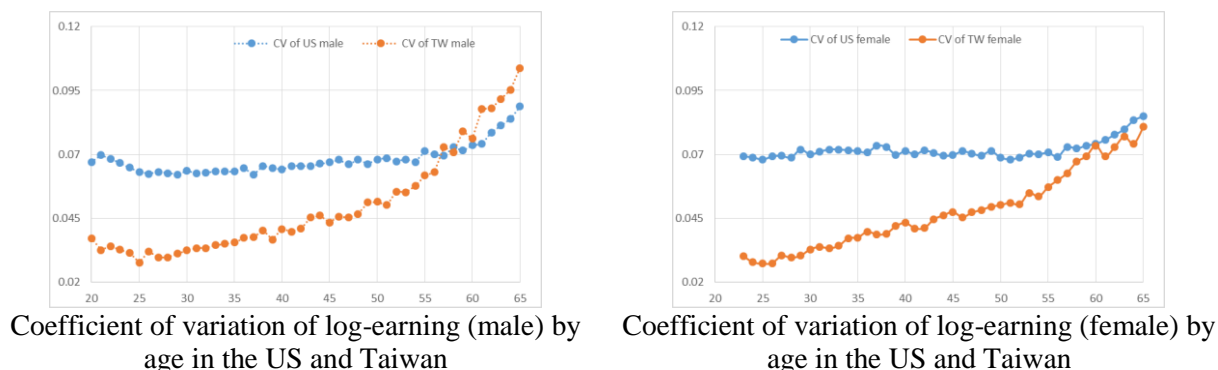 0.12
CV of US male
CV of TW male
0.095
0.07
0.045
0.02
20 25 30 35 40 45 50 55 60 65
Coefficient of variation of log-earning (male) by
age in the US and Taiwan
0.12
CV of US female
CV of TW female
0.095
0.07
0.045
0.02
20 25 30 35 40 45 50 55 60 65
Coefficient of variation of log-earning (female) by
age in the US and Taiwan